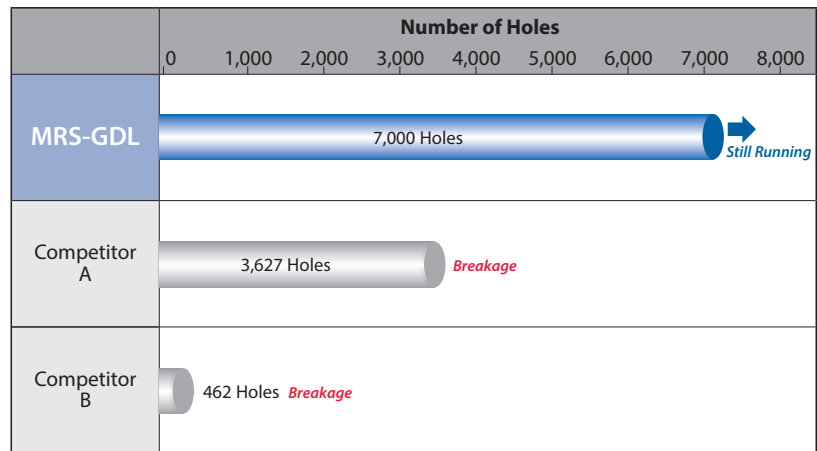 Number of Holes
0 1,000 2,000 3,000 4,000 5,000 6,000 7,000 8,000
MRS-GDL
7,000 Holes
Still Running
Competitor
A
3,627 Holes Breakage
Competitor
B
462 Holes Breakage